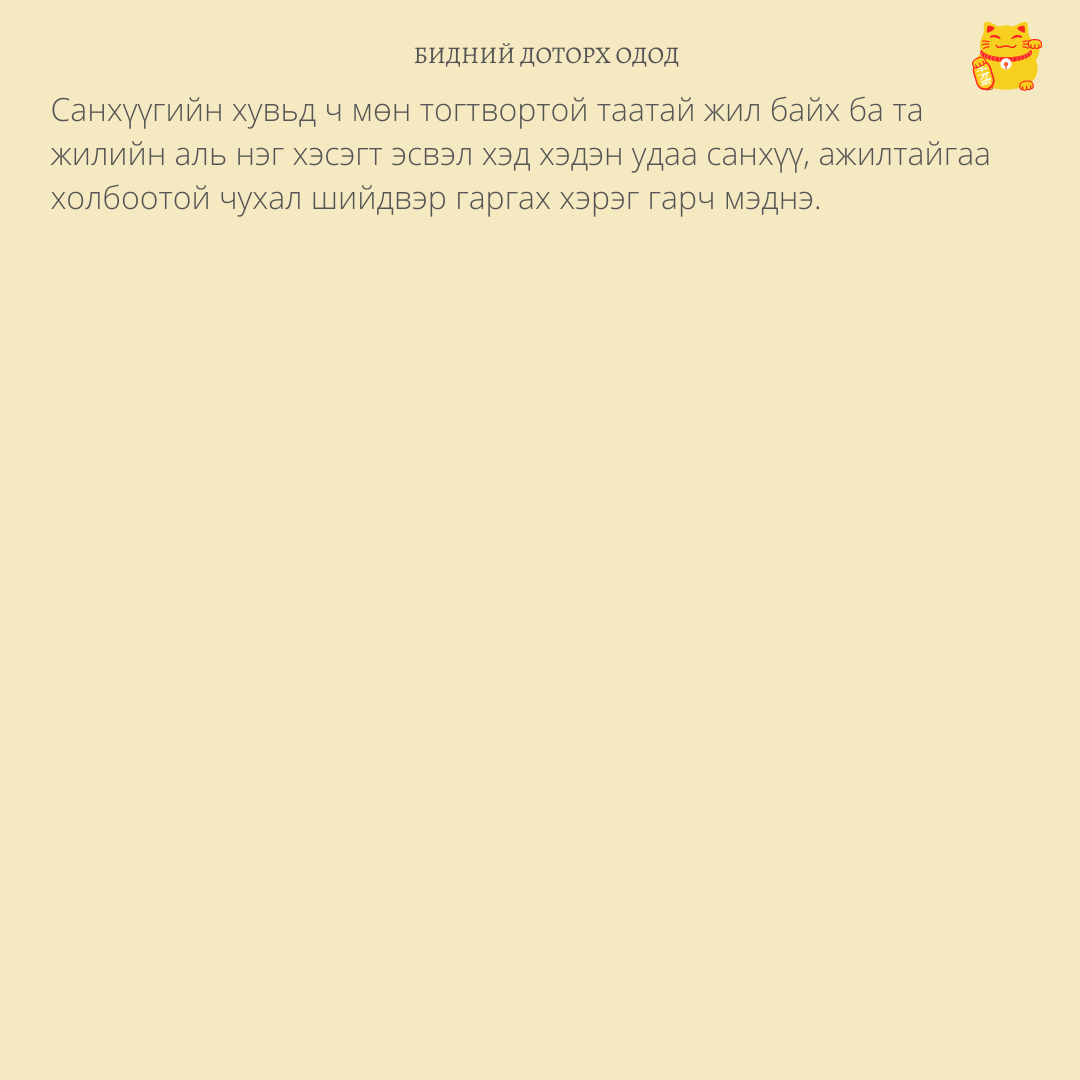 БИДНИЙ ДОТОРХ ОДОД
Санхүүгийн хувьд ч мөн тогтвортой таатай жил байх ба та
жилийн аль нэг хэсэгт эсвэл хэд хэдэн удаа санхүү, ажилтайгаа
холбоотой чухал шийдвэр гаргах хэрэг гарч мэднэ.